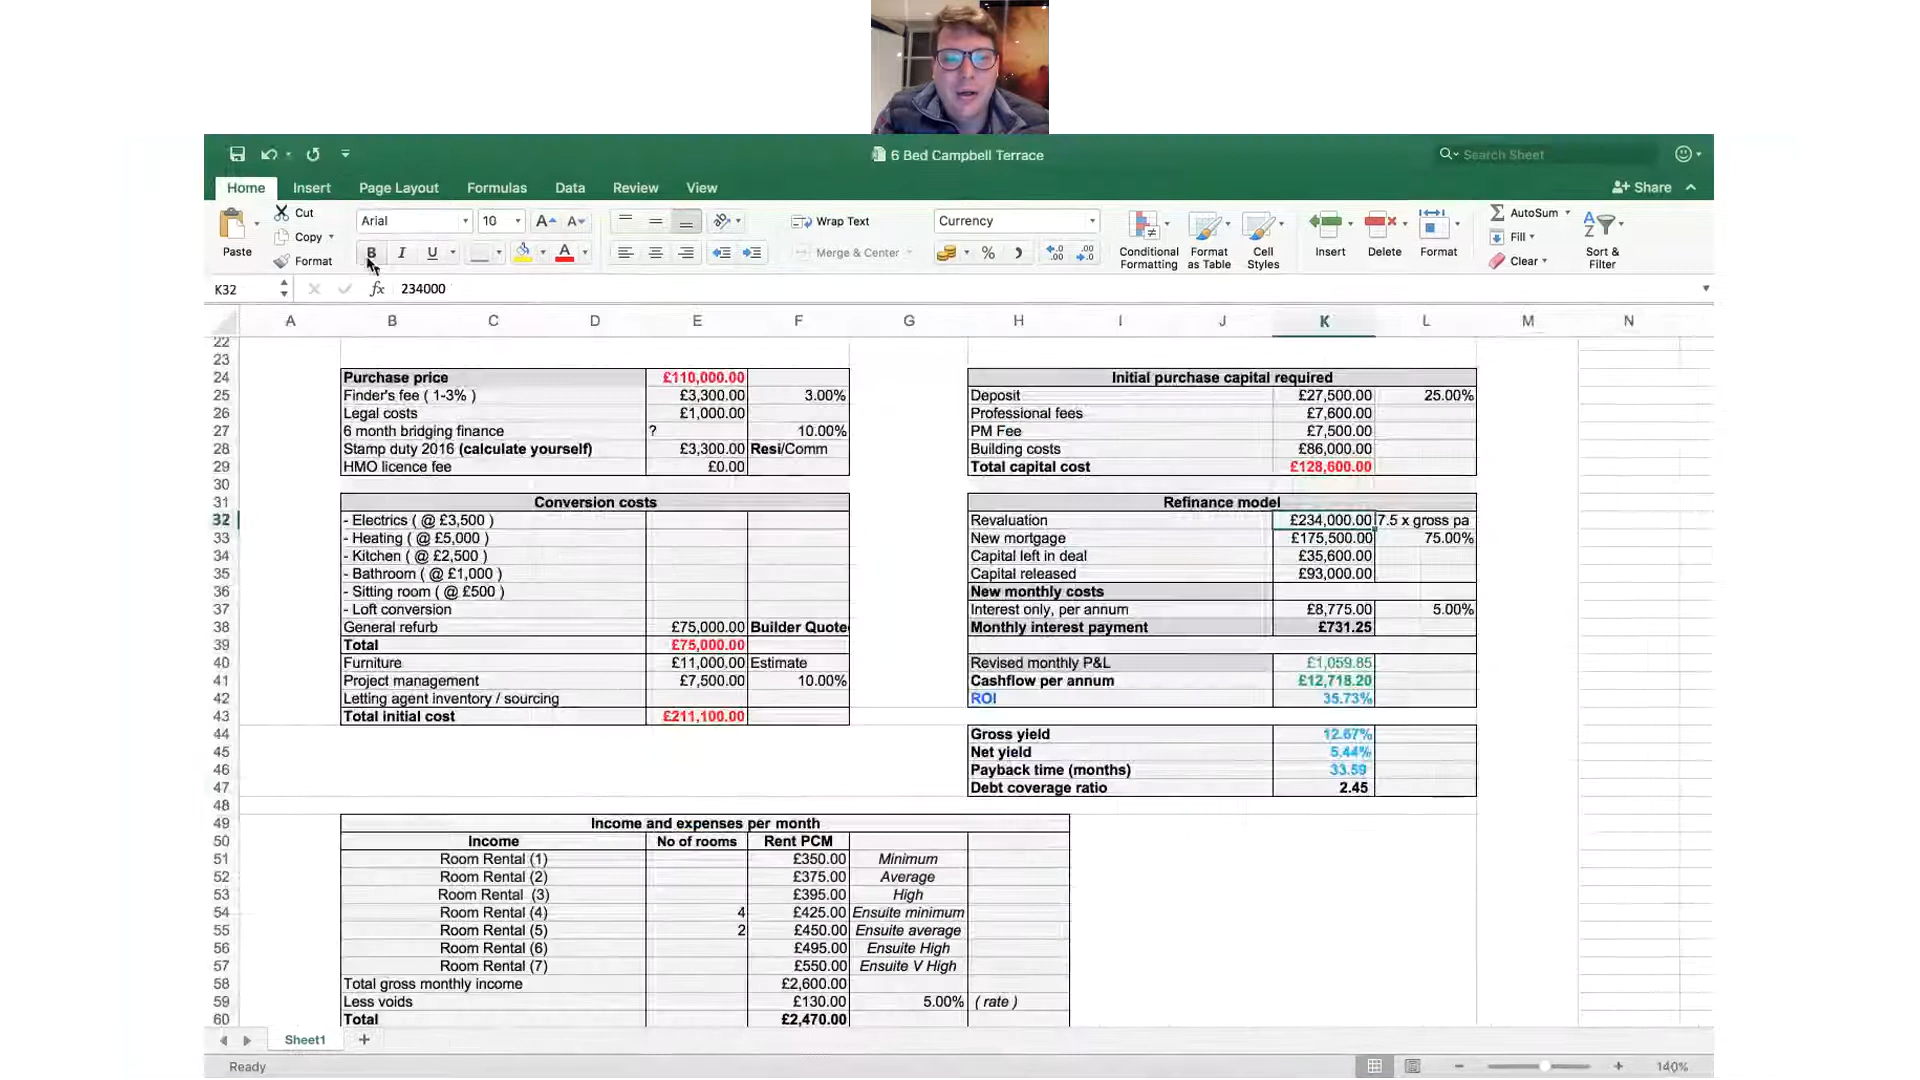 6 Bed Campbell Terrace
Search Sheet
Home Insert Page Layout Formulas Data Review View
Share
Paste
Cut
Copy
Format
Arial
10
B I U
Wrap Text
Merge & Center
Currency
Conditional Formatting
Format as Table
Cell Styles
Insert
Delete
Format
AutoSum
Fill
Clear
Sort & Filter
K32 fx 234000
A B C D E F G H I J K L M N
22
23
24 Purchase price £110,000.00 Initial purchase capital required
25 Finder's fee ( 1-3% ) £3,300.00 3.00% Deposit £27,500.00 25.00%
26 Legal costs £1,000.00 Professional fees £7,600.00
27 6 month bridging finance ? 10.00% PM Fee £7,500.00
28 Stamp duty 2016 (calculate yourself) £3,300.00 Resi/Comm Building costs £86,000.00
29 HMO licence fee £0.00 Total capital cost £128,600.00
30
31 Conversion costs Refinance model
32 - Electrics ( @ £3,500 ) Revaluation £234,000.00 7.5 x gross pa
33 - Heating ( @ £5,000 ) New mortgage £175,500.00 75.00%
34 - Kitchen ( @ £2,500 ) Capital left in deal £35,600.00
35 - Bathroom ( @ £1,000 ) Capital released £93,000.00
36 - Sitting room ( @ £500 ) New monthly costs
37 - Loft conversion Interest only, per annum £8,775.00 5.00%
38 General refurb £75,000.00 Builder Quote Monthly interest payment £731.25
39 Total £75,000.00
40 Furniture £11,000.00 Estimate Revised monthly P&L £1,059.85
41 Project management £7,500.00 10.00% Cashflow per annum £12,718.20
42 Letting agent inventory / sourcing ROI 35.73%
43 Total initial cost £211,100.00
44 Gross yield 12.67%
45 Net yield 5.44%
46 Payback time (months) 33.59
47 Debt coverage ratio 2.45
48
49 Income and expenses per month
50 Income No of rooms Rent PCM
51 Room Rental (1) £350.00 Minimum
52 Room Rental (2) £375.00 Average
53 Room Rental (3) £395.00 High
54 Room Rental (4) 4 £425.00 Ensuite minimum
55 Room Rental (5) 2 £450.00 Ensuite average
56 Room Rental (6) £495.00 Ensuite High
57 Room Rental (7) £550.00 Ensuite V High
58 Total gross monthly income £2,600.00
59 Less voids £130.00 5.00% ( rate )
60 Total £2,470.00
Sheet1 +
Ready
140%